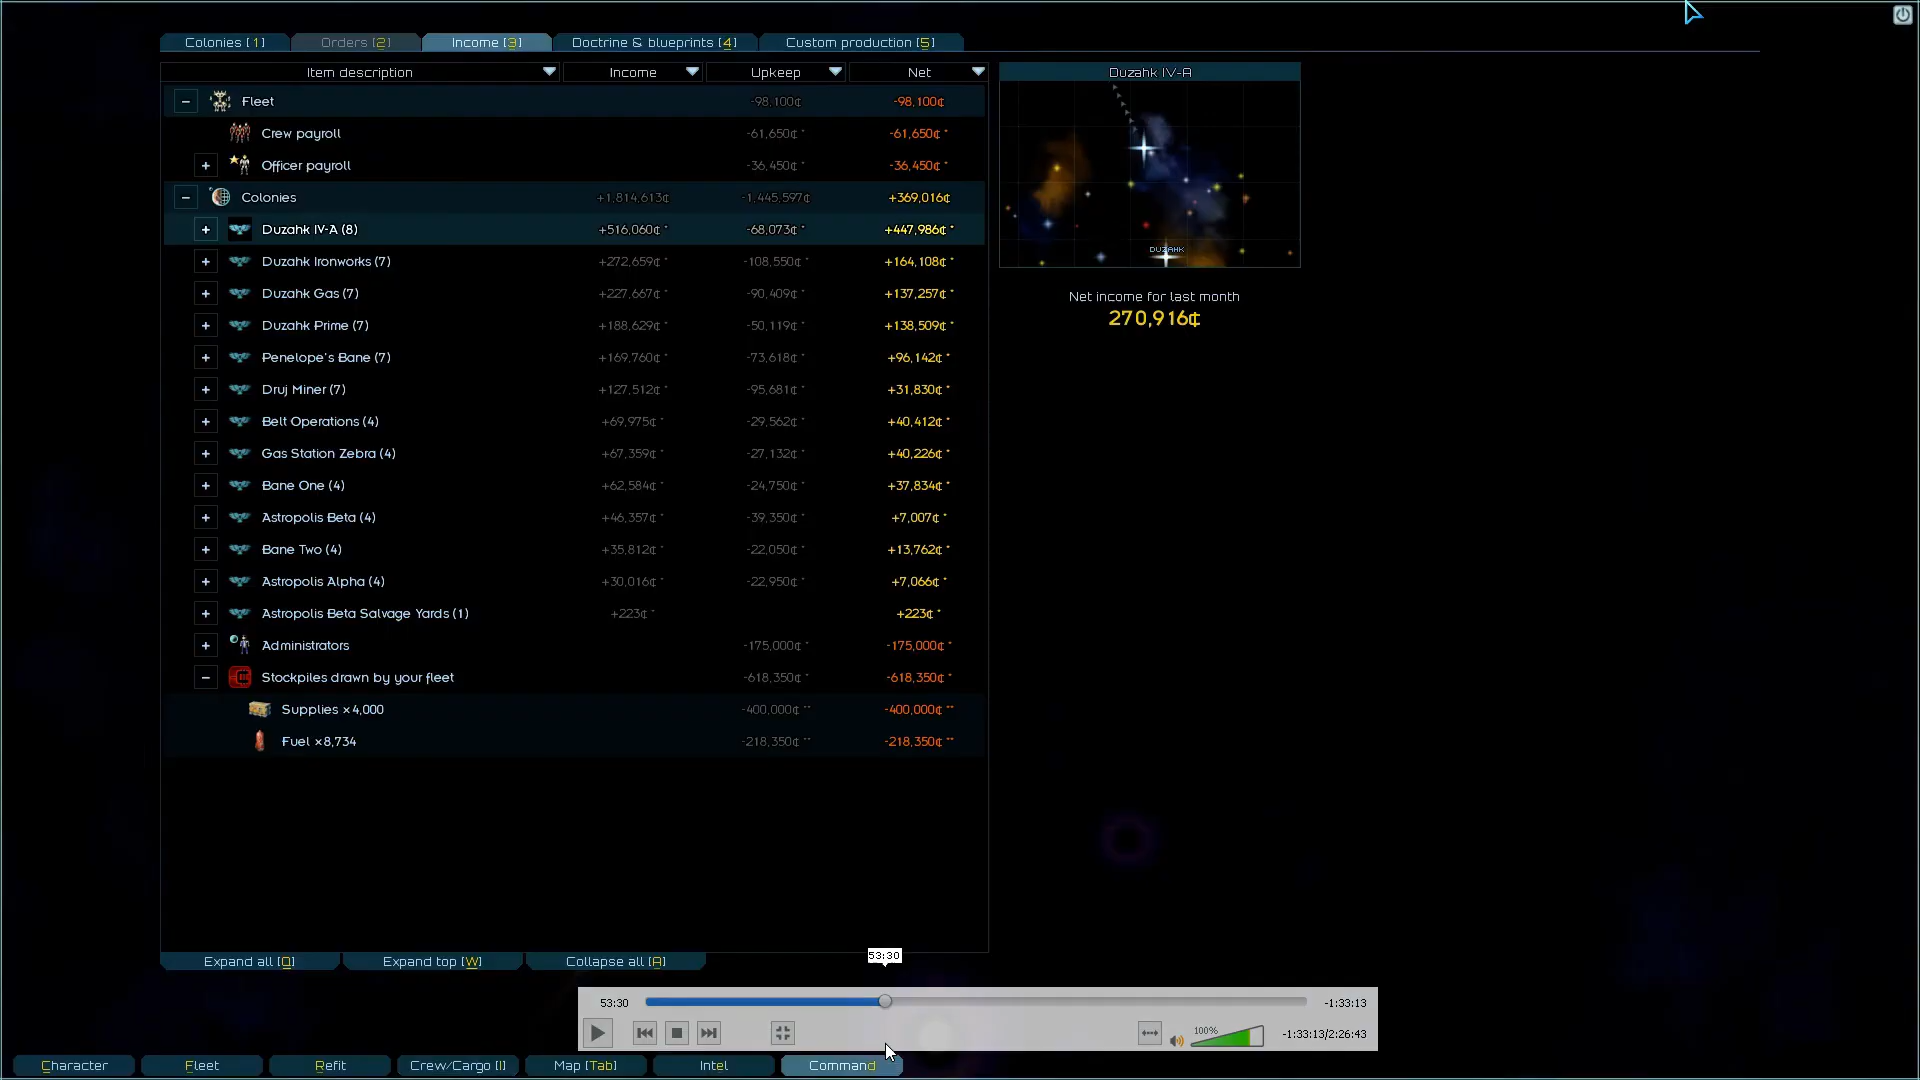 Colonies [1] Orders [2] Income [3] Doctrine & blueprints [4] Custom production [5]
Item description Income Upkeep Net
Duzahk IV-A
Fleet -98,100¢ -98,100¢
Crew payroll -61,650¢ * -61,650¢ *
Officer payroll -36,450¢ * -36,450¢ *
Colonies +1,814,613¢ -1,445,597¢ +369,016¢
Duzahk IV-A (8) +516,060¢ * -68,073¢ * +447,986¢ *
DUZAHK
Duzahk Ironworks (7) +272,659¢ * -108,550¢ * +164,108¢ *
Duzahk Gas (7) +227,667¢ * -90,409¢ * +137,257¢ *
Net income for last month
270,916¢
Duzahk Prime (7) +188,629¢ * -50,119¢ * +138,509¢ *
Penelope's Bane (7) +169,760¢ * -73,618¢ * +96,142¢ *
Druj Miner (7) +127,512¢ * -95,681¢ * +31,830¢ *
Belt Operations (4) +69,975¢ * -29,562¢ * +40,412¢ *
Gas Station Zebra (4) +67,359¢ * -27,132¢ * +40,226¢ *
Bane One (4) +62,584¢ * -24,750¢ * +37,834¢ *
Astropolis Beta (4) +46,357¢ * -39,350¢ * +7,007¢ *
Bane Two (4) +35,812¢ * -22,050¢ * +13,762¢ *
Astropolis Alpha (4) +30,016¢ * -22,950¢ * +7,066¢ *
Astropolis Beta Salvage Yards (1) +223¢ * +223¢ *
Administrators -175,000¢ * -175,000¢ *
Stockpiles drawn by your fleet -618,350¢ * -618,350¢ *
Supplies ×4,000 -400,000¢ ** -400,000¢ **
Fuel ×8,734 -218,350¢ ** -218,350¢ **
Expand all [Q] Expand top [W] Collapse all [A]
53:30
53:30 -1:33:13
100% -1:33:13/2:26:43
Character Fleet Refit Crew/Cargo [I] Map [Tab] Intel Command